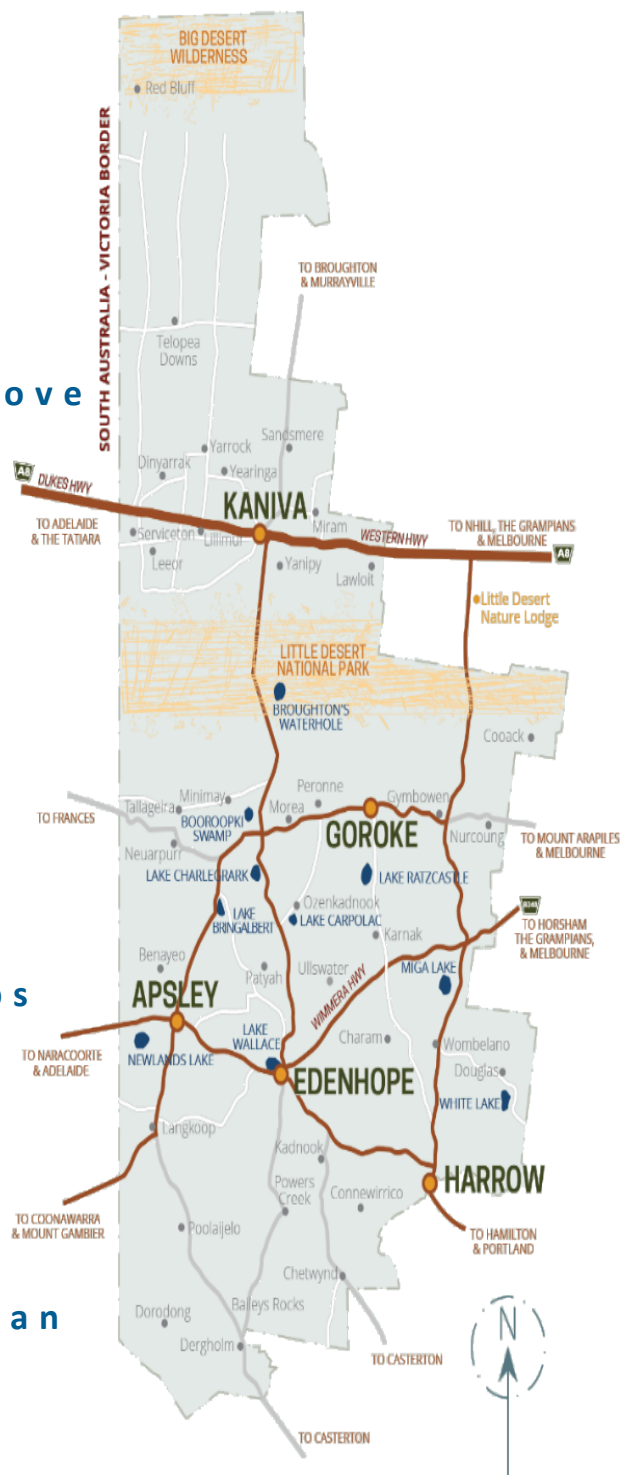 BIG DESERT
WILDERNESS
Red Bluff
SOUTH AUSTRALIA - VICTORIA BORDER
TO BROUGHTON
& MURRAYVILLE
Telopea
Downs
ove
Sandsmere
Yarrock
Dinyarrak
Yearinga
A8
DUKES HWY
KANIVA
TO ADELAIDE
& THE TATIARA
Serviceton
Lillimur
Miram
WESTERN HWY
TO NHILL, THE GRAMPIANS
& MELBOURNE
A8
Leeor
Yanipy
Lawloit
Little Desert
Nature Lodge
LITTLE DESERT
NATIONAL PARK
BROUGHTON'S
WATERHOLE
Cooack
Peronne
Minimay
Tallageira
Morea
Gymbowen
TO FRANCES
BOOROOPKI
SWAMP
GOROKE
Nurcoung
TO MOUNT ARAPILES
& MELBOURNE
Neuarpurr
LAKE CHARLEGRARK
LAKE RATZCASTLE
Ozenkadnook
LAKE
BRINGALBERT
LAKE CARPOLAC
TO HORSHAM
THE GRAMPIANS,
& MELBOURNE
Karnak
Benayeo
Patyah
Ullswater
MIGA LAKE
WIMMERA HWY
os
APSLEY
LAKE
WALLACE
Charam
Wombelano
TO NARACOORTE
& ADELAIDE
NEWLANDS LAKE
EDENHOPE
Douglas
WHITE LAKE
Langkoop
Kadnook
HARROW
Powers
Creek
Connewirrico
TO COONAWARRA
& MOUNT GAMBIER
Poolaijelo
TO HAMILTON
& PORTLAND
Chetwynd
Dorodong
Baileys Rocks
an
N
Dergholm
TO CASTERTON
TO CASTERTON